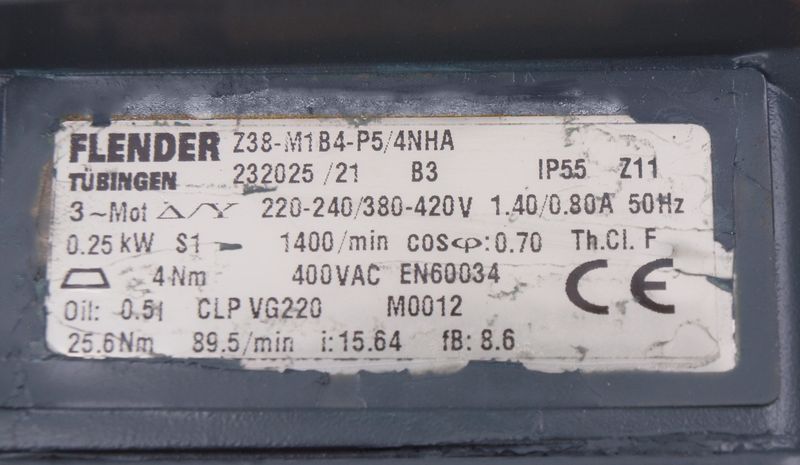 FLENDER Z38-M1B4-P5/4NHA
TÜBINGEN 232025 /21 B3 IP55 Z11
3~Mot △/Y 220-240/380-420V 1.40/0.80A 50Hz
0.25 kW S1 - 1400/min cosφ:0.70 Th.Cl. F
4Nm 400VAC EN60034
CE
Oil: 0.5l CLP VG220 M0012
25.6Nm 89.5/min i:15.64 fB: 8.6